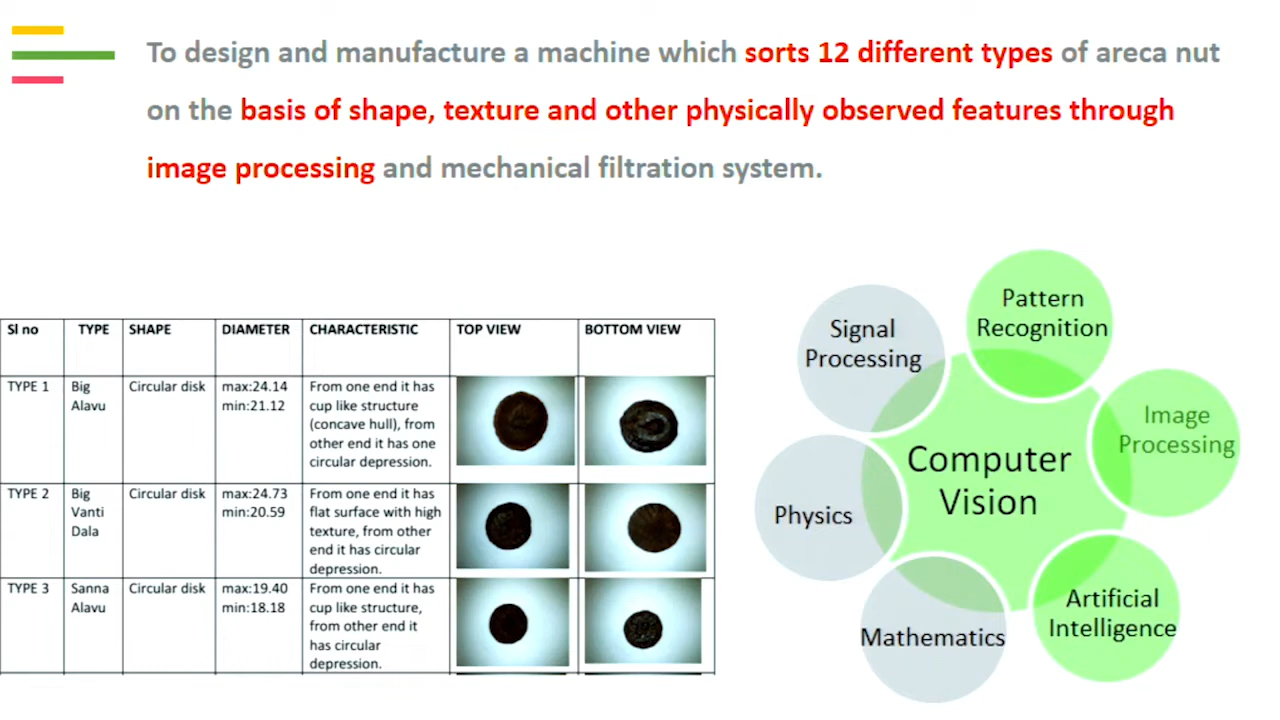 To design and manufacture a machine which sorts 12 different types of areca nut
on the basis of shape, texture and other physically observed features through
image processing and mechanical filtration system.
Sl no TYPE SHAPE DIAMETER CHARACTERISTIC TOP VIEW BOTTOM VIEW
TYPE 1 Big Circular disk max:24.14 From one end it has
Alavu min:21.12 cup like structure
(concave hull), from
other end it has one
circular depression.
TYPE 2 Big Circular disk max:24.73 From one end it has
Vanti min:20.59 flat surface with high
Dala texture, from other
end it has circular
depression.
TYPE 3 Sanna Circular disk max:19.40 From one end it has
Alavu min:18.18 cup like structure,
from other end it
has circular
depression.
Pattern
Recognition
Signal
Processing
Image
Processing
Computer
Vision
Physics
Artificial
Intelligence
Mathematics